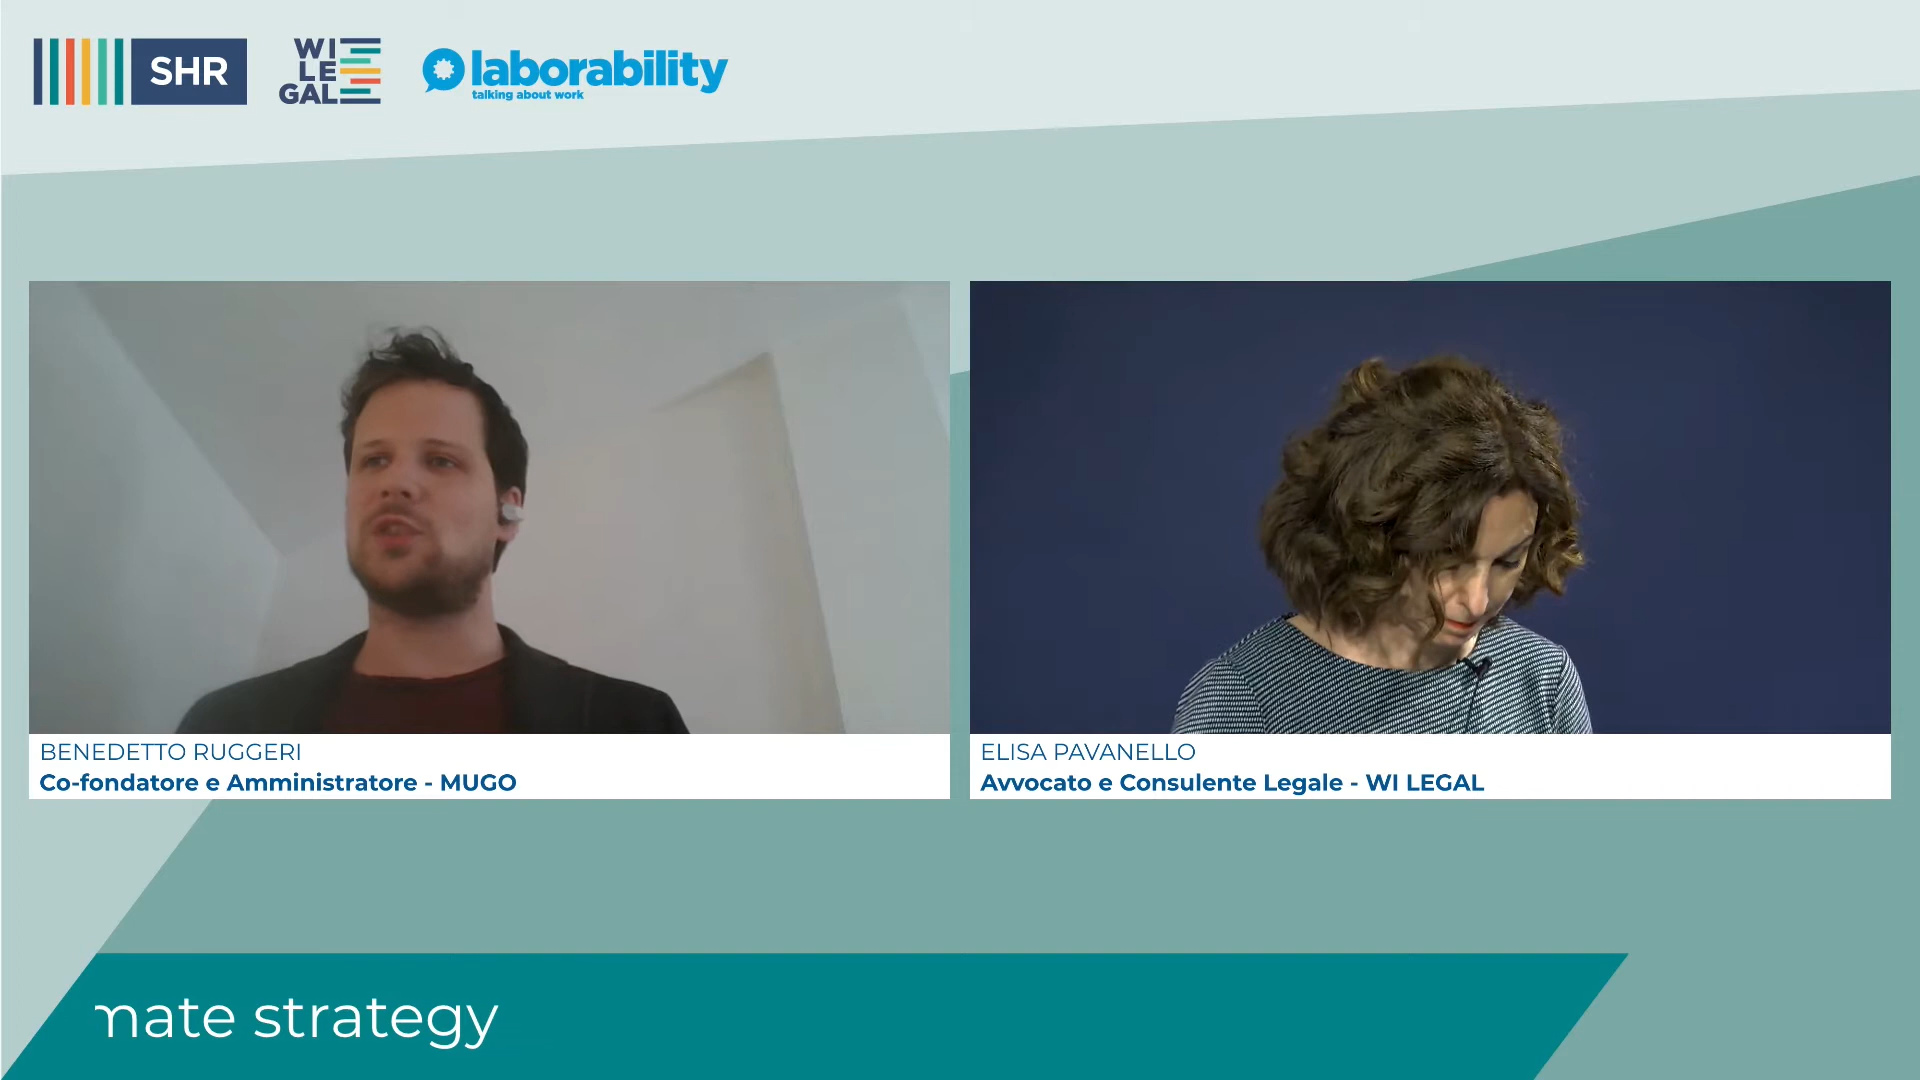 SHR
WI
LE
GAL
laborability
talking about work
BENEDETTO RUGGERI
Co-fondatore e Amministratore - MUGO
ELISA PAVANELLO
Avvocato e Consulente Legale - WI LEGAL
mate strategy